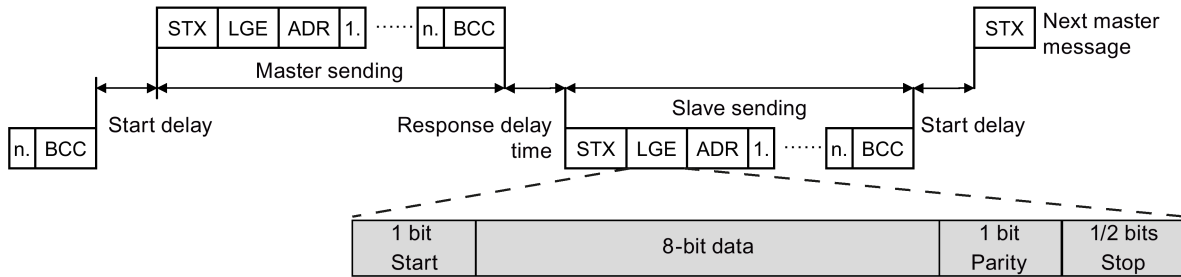 STX LGE ADR 1. ...... n. BCC
STX
Next master
message
Master sending
Start delay
Response delay
time
Slave sending
Start delay
n. BCC
STX LGE ADR 1. ...... n. BCC
1 bit
Start
8-bit data
1 bit
Parity
1/2 bits
Stop